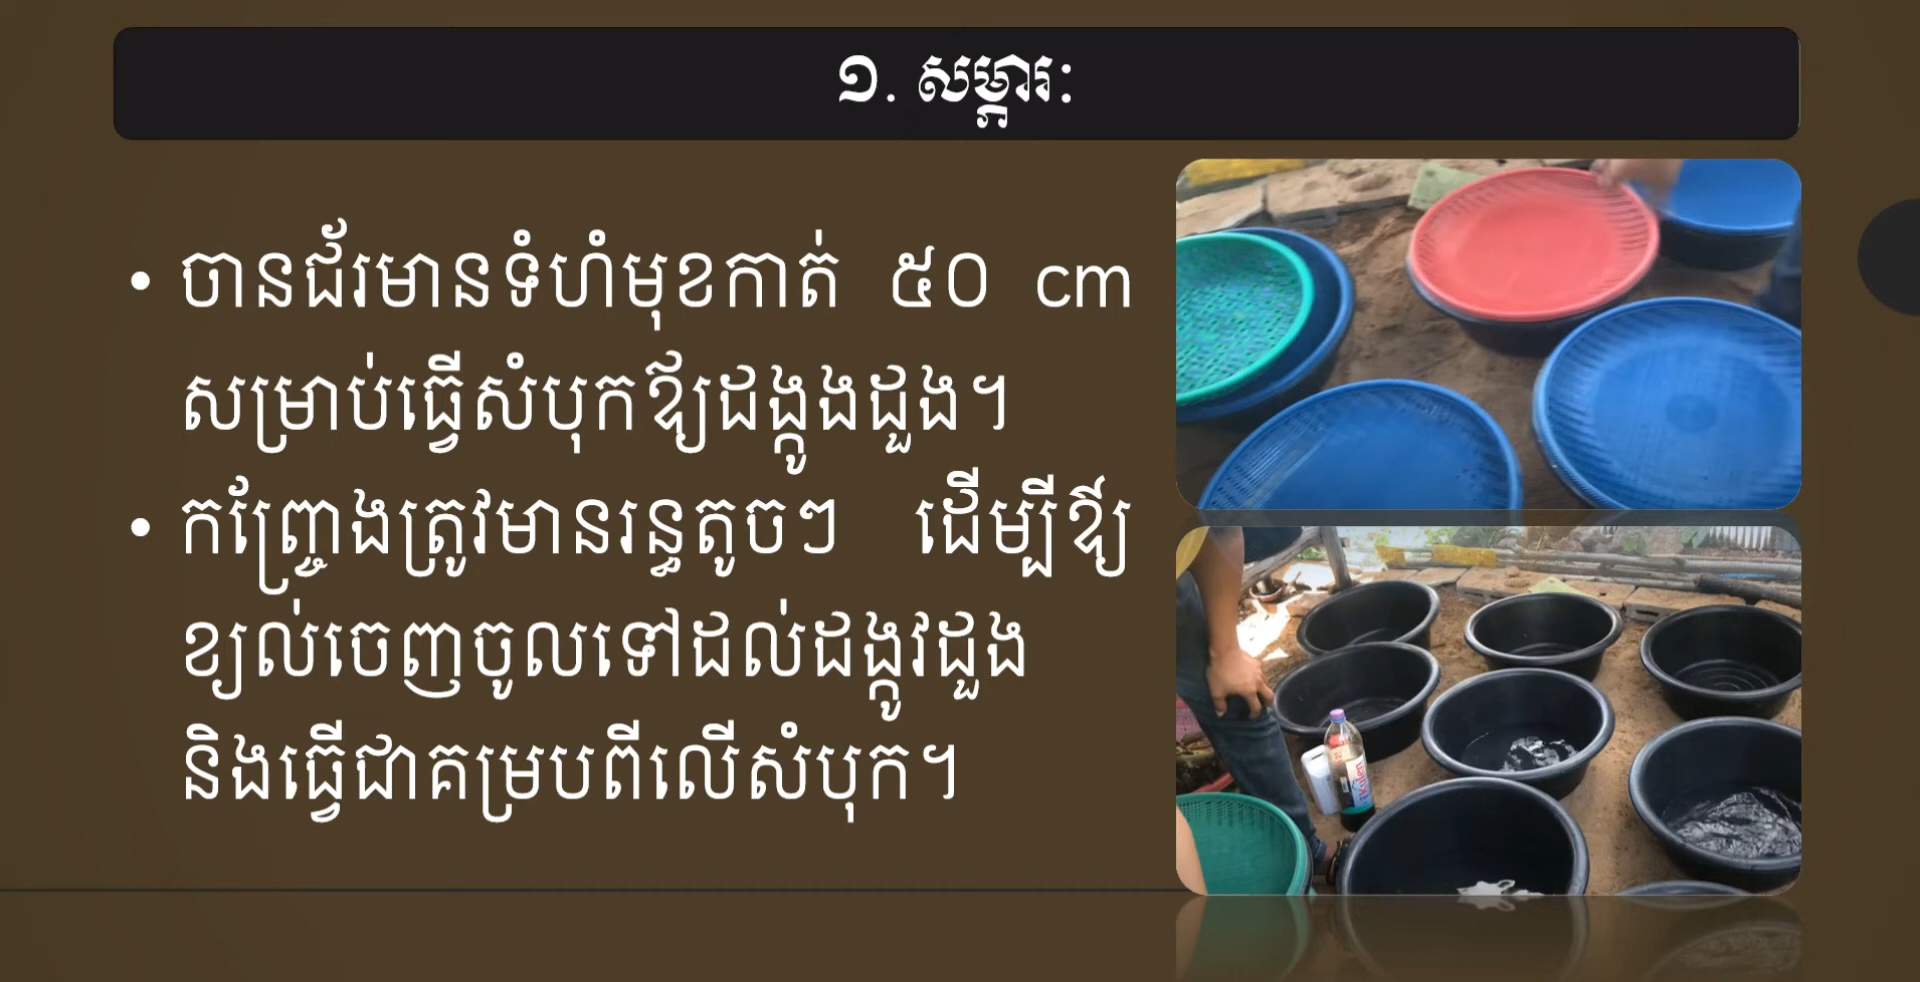 ១. សម្ភារៈ
• ចានជ័រមានទំហំមុខកាត់ ៥០ cm
សម្រាប់ធ្វើសំបុកឪ្យដង្កូងដួង។
• កញ្ច្រែងត្រូវមានរន្ធតូចៗ ដើម្បីឱ្យ
ខ្យល់ចេញចូលទៅដល់ដង្កូវដួង
និងធ្វើជាគម្របពីលើសំបុក។
Kulen